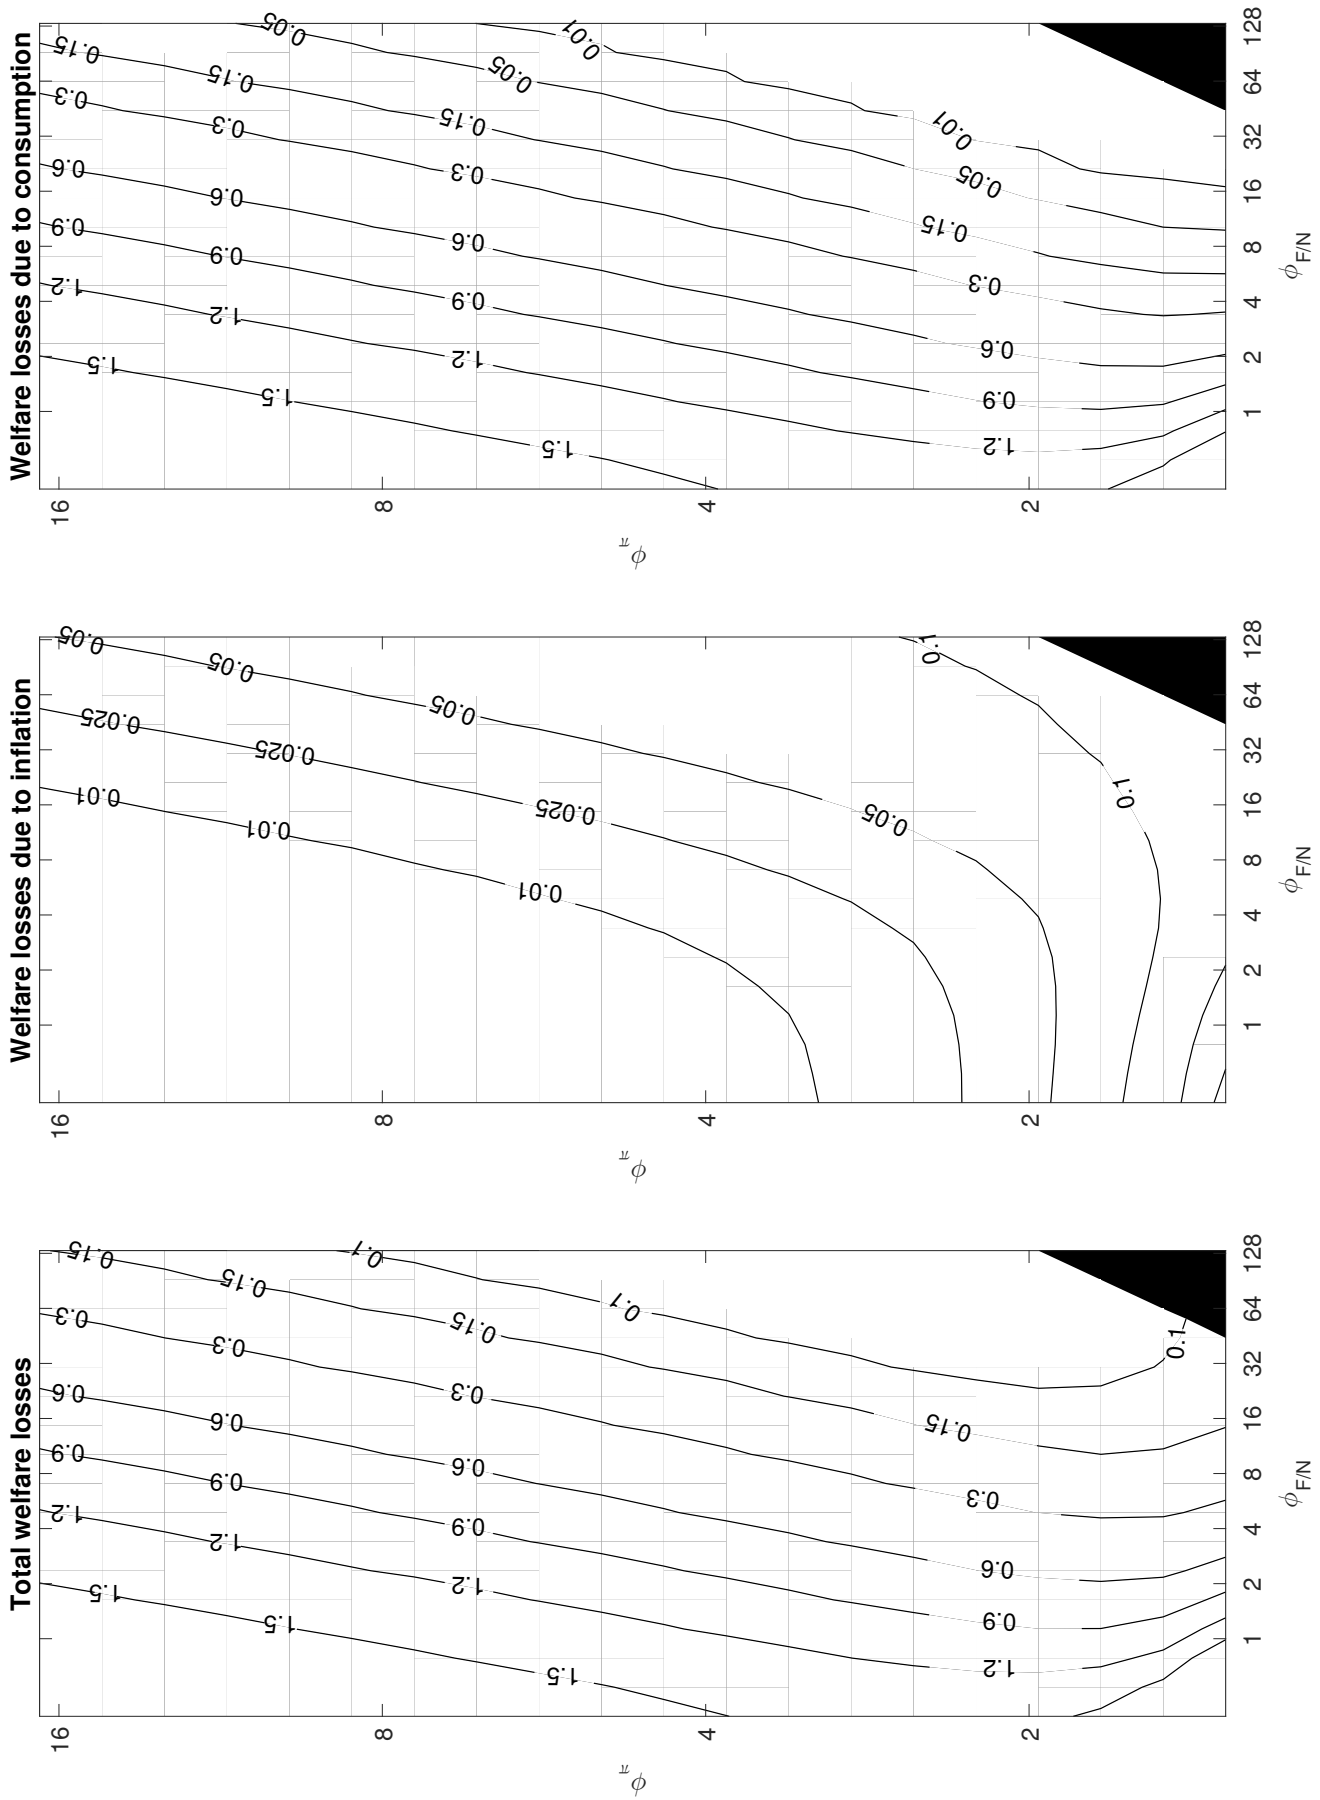 Total welfare losses
16
8
4
2
ϕπ
1.5 1.2 0.9 0.6 0.3 0.15
1.5 1.2 0.9 0.6 0.3 0.15 0.1
1.2 0.9 0.6 0.3 0.15
1.5 0.1
1.2 0.9 0.6 0.3 0.15
0.1
1 2 4 8 16 32 64 128
ϕF/N
Welfare losses due to inflation
16
8
4
2
ϕπ
0.01 0.025 0.05
0.01 0.025 0.05
0.01 0.025 0.05
0.05 0.1
0.1
1 2 4 8 16 32 64 128
ϕF/N
Welfare losses due to consumption
16
8
4
2
ϕπ
1.5 1.2 0.9 0.6 0.3 0.15
1.5 1.2 0.9 0.6 0.3 0.15 0.05
1.2 0.9 0.6 0.3 0.15 0.05
1.5 0.01
1.2 0.9 0.6 0.3 0.15 0.05 0.01
1 2 4 8 16 32 64 128
ϕF/N